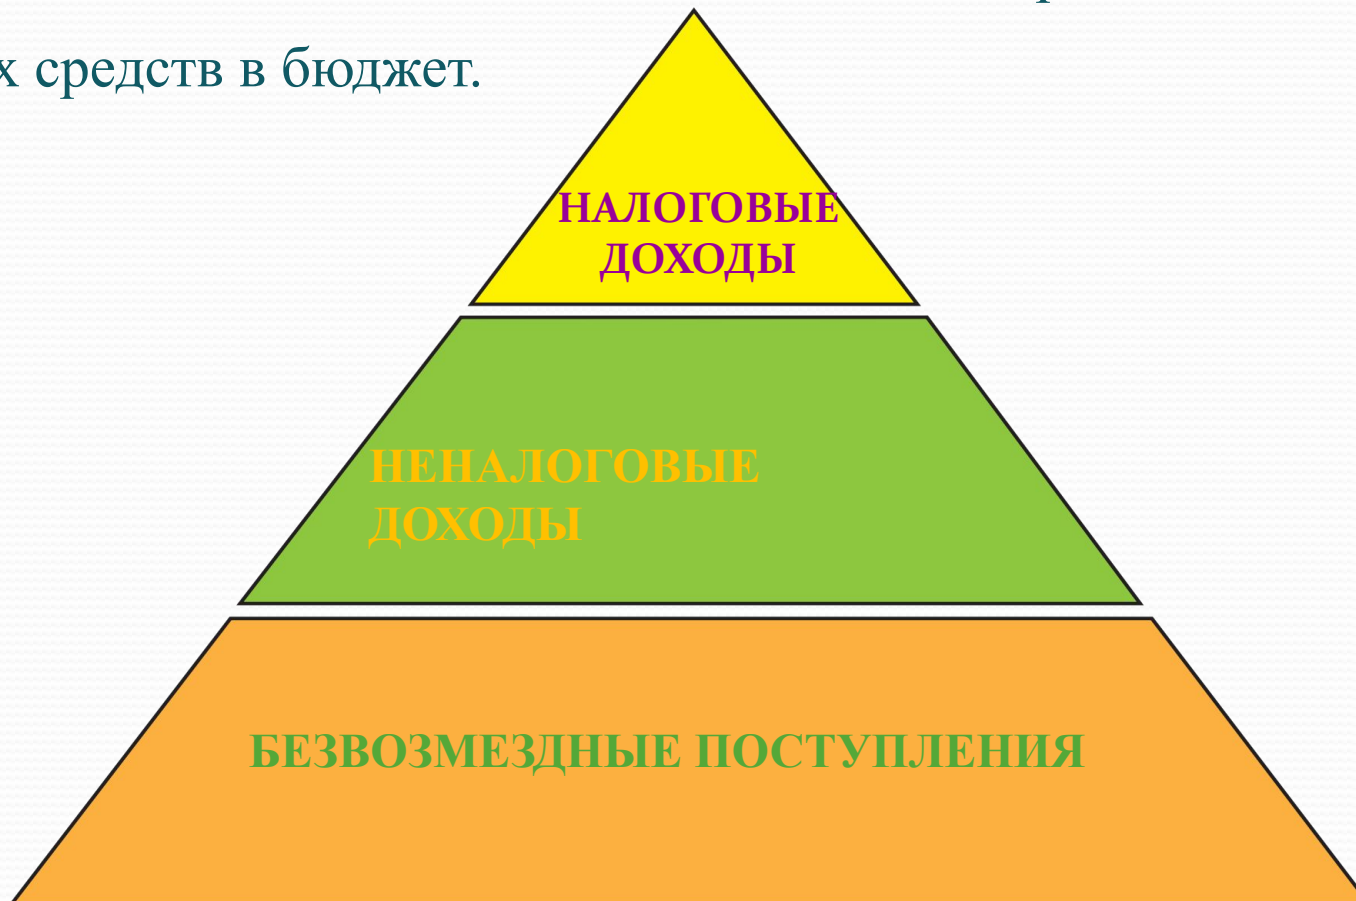 средств в бюджет.
НАЛОГОВЫЕ
ДОХОДЫ
НЕНАЛОГОВЫЕ
ДОХОДЫ
БЕЗВОЗМЕЗДНЫЕ ПОСТУПЛЕНИЯ